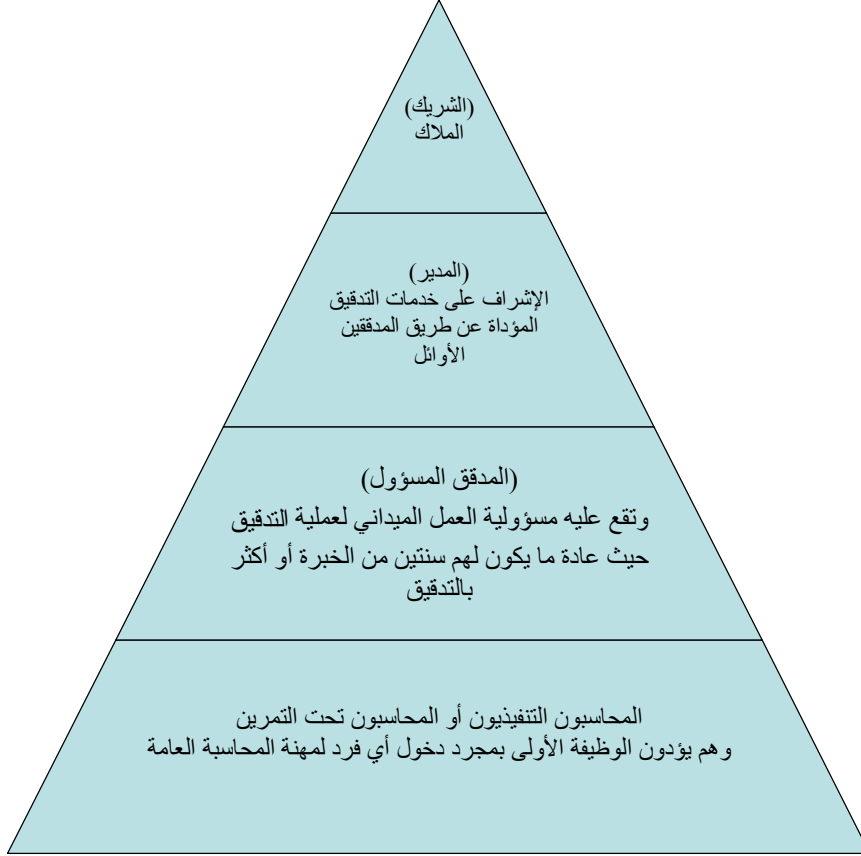 (الشريك)
الملاك
(المدير)
الإشراف على خدمات التدقيق
المؤداة عن طريق المدققين
الأوائل
(المدقق المسؤول)
وتقع عليه مسؤولية العمل الميداني لعملية التدقيق
حيث عادة ما يكون لهم سنتين من الخبرة أو أكثر
بالتدقيق
المحاسبون التنفيذيون أو المحاسبون تحت التمرين
وهم يؤدون الوظيفة الأولى بمجرد دخول أي فرد لمهنة المحاسبة العامة